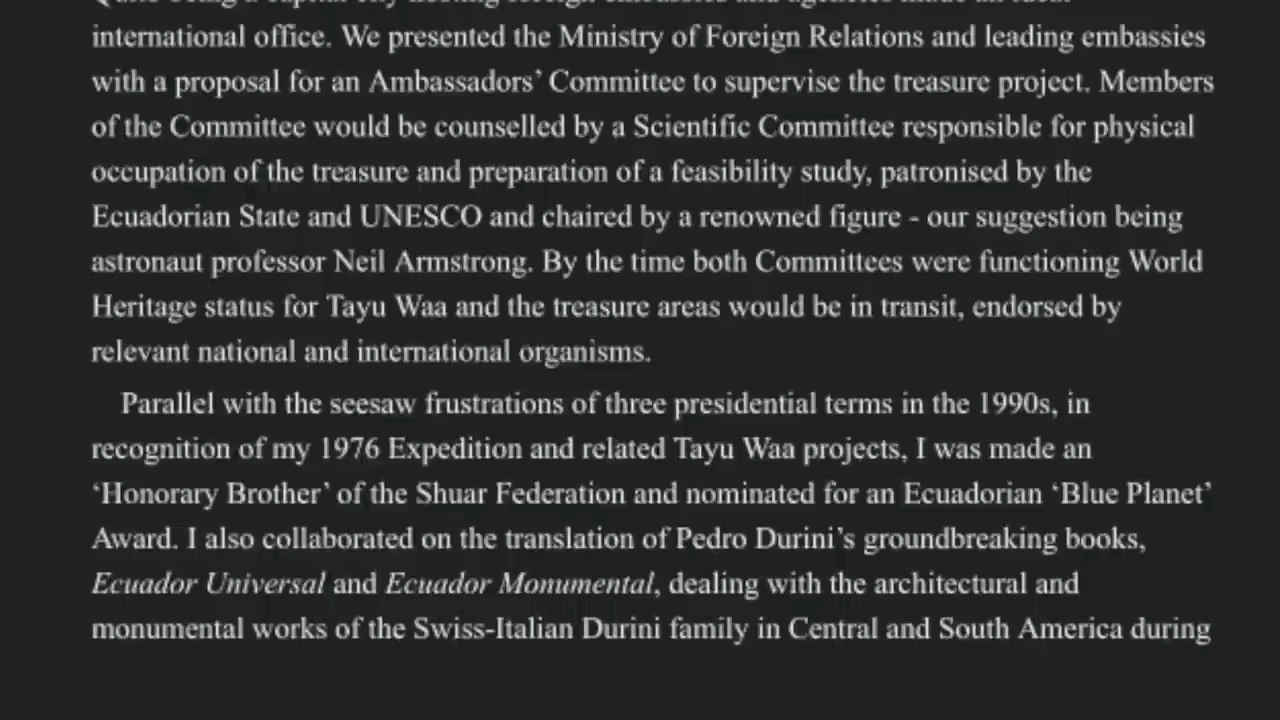 international office. We presented the Ministry of Foreign Relations and leading embassies
with a proposal for an Ambassadors’ Committee to supervise the treasure project. Members
of the Committee would be counselled by a Scientific Committee responsible for physical
occupation of the treasure and preparation of a feasibility study, patronised by the
Ecuadorian State and UNESCO and chaired by a renowned figure - our suggestion being
astronaut professor Neil Armstrong. By the time both Committees were functioning World
Heritage status for Tayu Waa and the treasure areas would be in transit, endorsed by
relevant national and international organisms.
Parallel with the seesaw frustrations of three presidential terms in the 1990s, in
recognition of my 1976 Expedition and related Tayu Waa projects, I was made an
‘Honorary Brother’ of the Shuar Federation and nominated for an Ecuadorian ‘Blue Planet’
Award. I also collaborated on the translation of Pedro Durini’s groundbreaking books,
Ecuador Universal and Ecuador Monumental, dealing with the architectural and
monumental works of the Swiss-Italian Durini family in Central and South America during